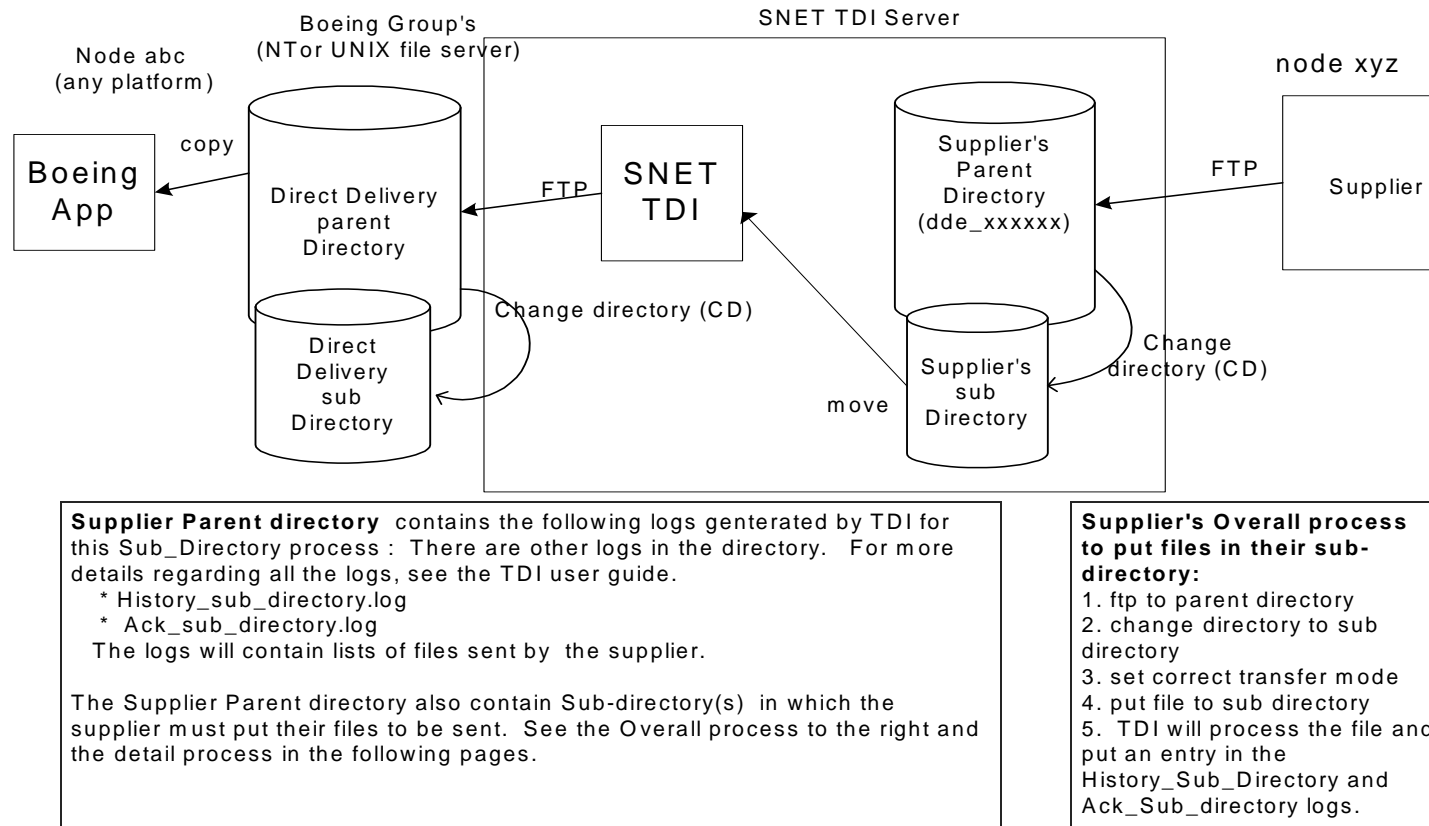 SNET TDI Server
Boeing Group's
(NTor UNIX file server)
Node abc
(any platform)
node xyz
copy
Boeing
App
Direct Delivery
parent
Directory
FTP
SNET
TDI
Supplier's
Parent
Directory
(dde_xxxxxx)
FTP
Supplier
Change directory (CD)
Direct
Delivery
sub
Directory
move
Supplier's
sub
Directory
Change
directory (CD)
Supplier Parent directory contains the following logs genterated by TDI for
this Sub_Directory process : There are other logs in the directory. For more
details regarding all the logs, see the TDI user guide.
* History_sub_directory.log
* Ack_sub_directory.log
The logs will contain lists of files sent by the supplier.
The Supplier Parent directory also contain Sub-directory(s) in which the
supplier must put their files to be sent. See the Overall process to the right and
the detail process in the following pages.
Supplier's Overall process
to put files in their sub-
directory:
1. ftp to parent directory
2. change directory to sub
directory
3. set correct transfer mode
4. put file to sub directory
5. TDI will process the file and
put an entry in the
History_Sub_Directory and
Ack_Sub_directory logs.